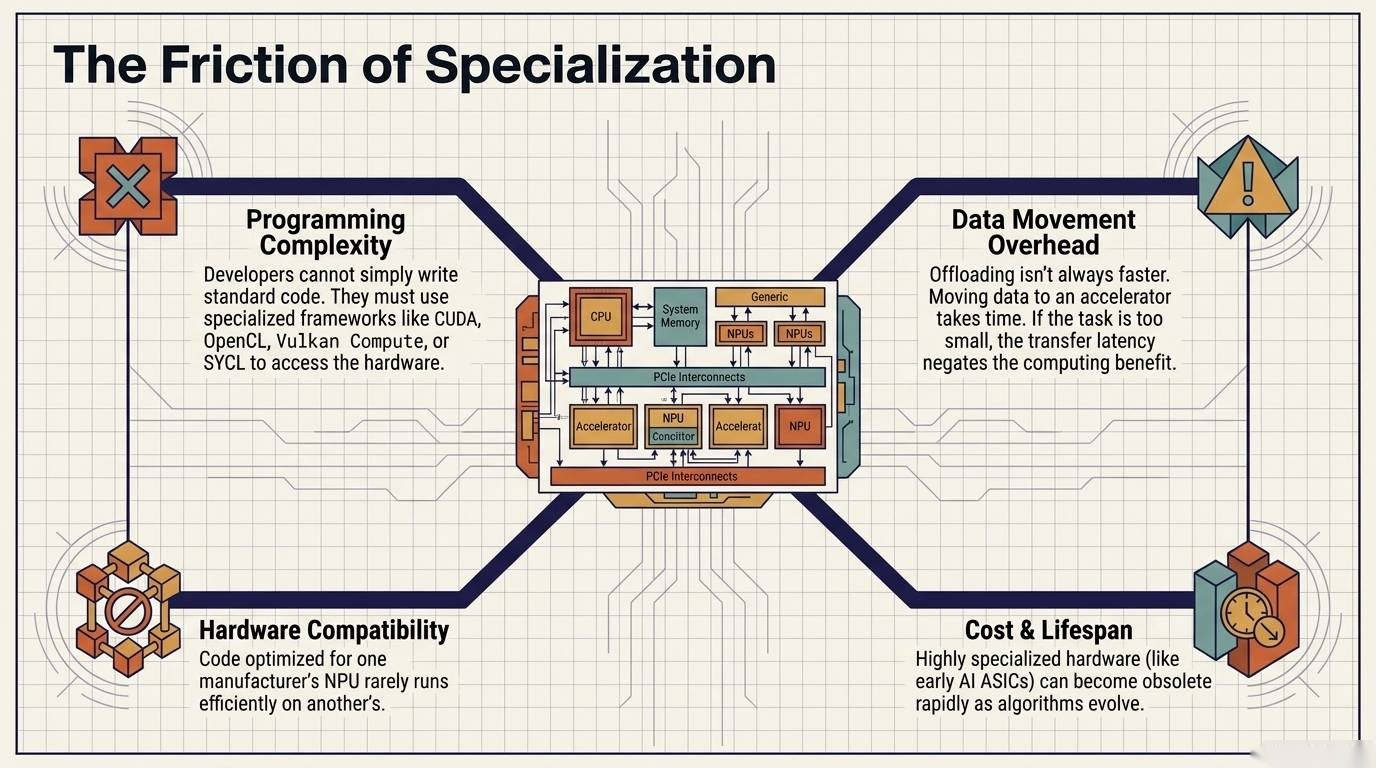 The Friction of Specialization
Programming
Complexity
Developers cannot simply write
standard code. They must use
specialized frameworks like CUDA,
OpenCL, Vulkan Compute, or
SYCL to access the hardware.
Data Movement
Overhead
Offloading isn't always faster.
Moving data to an accelerator
takes time. If the task is too
small, the transfer latency
negates the computing benefit.
CPU
System
Memory
Generic
NPUs
NPUs
PCIe Interconnects
Accelerator
NPU
Conciitor
Accelerat
NPU
PCIe Interconnects
Hardware Compatibility
Code optimized for one
manufacturer's NPU rarely runs
efficiently on another's.
Cost & Lifespan
Highly specialized hardware (like
early AI ASICs) can become obsolete
rapidly as algorithms evolve.